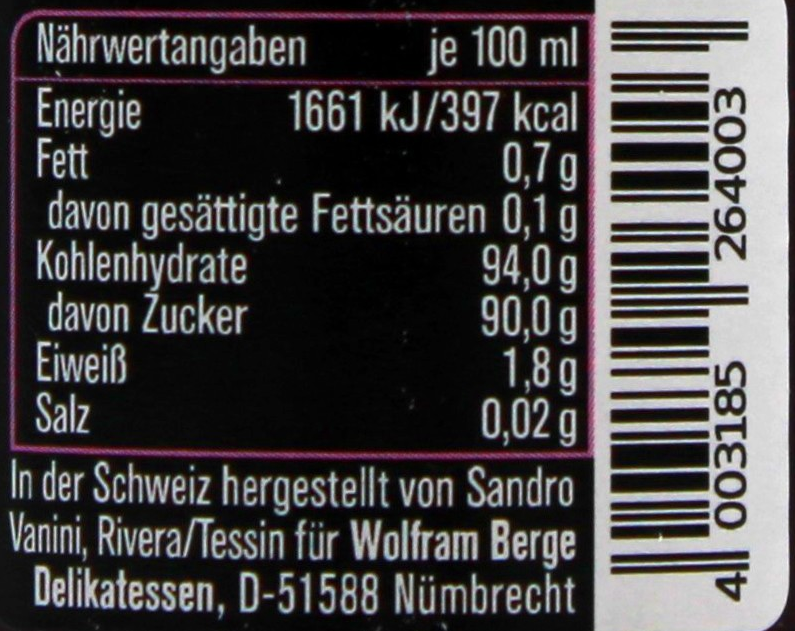 Nährwertangaben je 100 ml
Energie 1661 kJ/397 kcal
Fett 0,7 g
davon gesättigte Fettsäuren 0,1 g
Kohlenhydrate 94,0 g
davon Zucker 90,0 g
Eiweiß 1,8 g
Salz 0,02 g
In der Schweiz hergestellt von Sandro
Vanini, Rivera/Tessin für Wolfram Berge
Delikatessen, D-51588 Nümbrecht
4 003185 264003